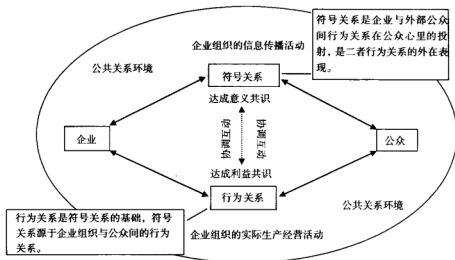 符号关系是企业与外部公众
间行为关系在公众心里的投
射，是二者行为关系的外在表
现。
企业组织的信息传播活动
公共关系环境
符号关系
达成意义共识
企业
协调互动
协调互动
公众
达成利益共识
行为关系
公共关系环境
行为关系是符号关系的基础，符号
关系源于企业组织与公众间的行为
关系。
企业组织的实际生产经营活动